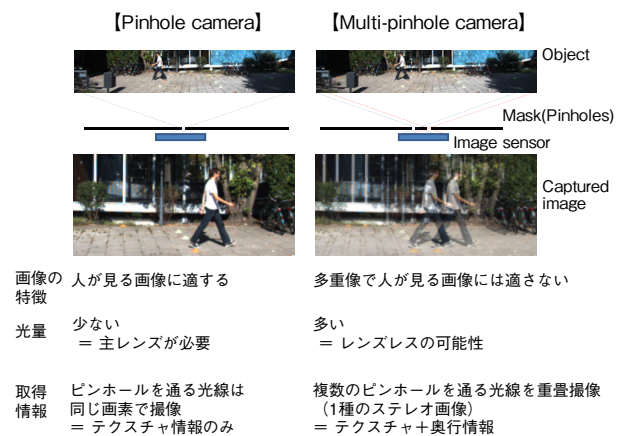 【Pinhole camera】
【Multi-pinhole camera】
Object
Mask(Pinholes)
Image sensor
Captured
image
画像の
特徴
人が見る画像に適する
多重像で人が見る画像には適さない
光量
少ない
＝ 主レンズが必要
多い
＝ レンズレスの可能性
取得
情報
ピンホールを通る光線は
同じ画素で撮像
＝ テクスチャ情報のみ
複数のピンホールを通る光線を重畳撮像
（1種のステレオ画像）
＝ テクスチャ＋奥行情報